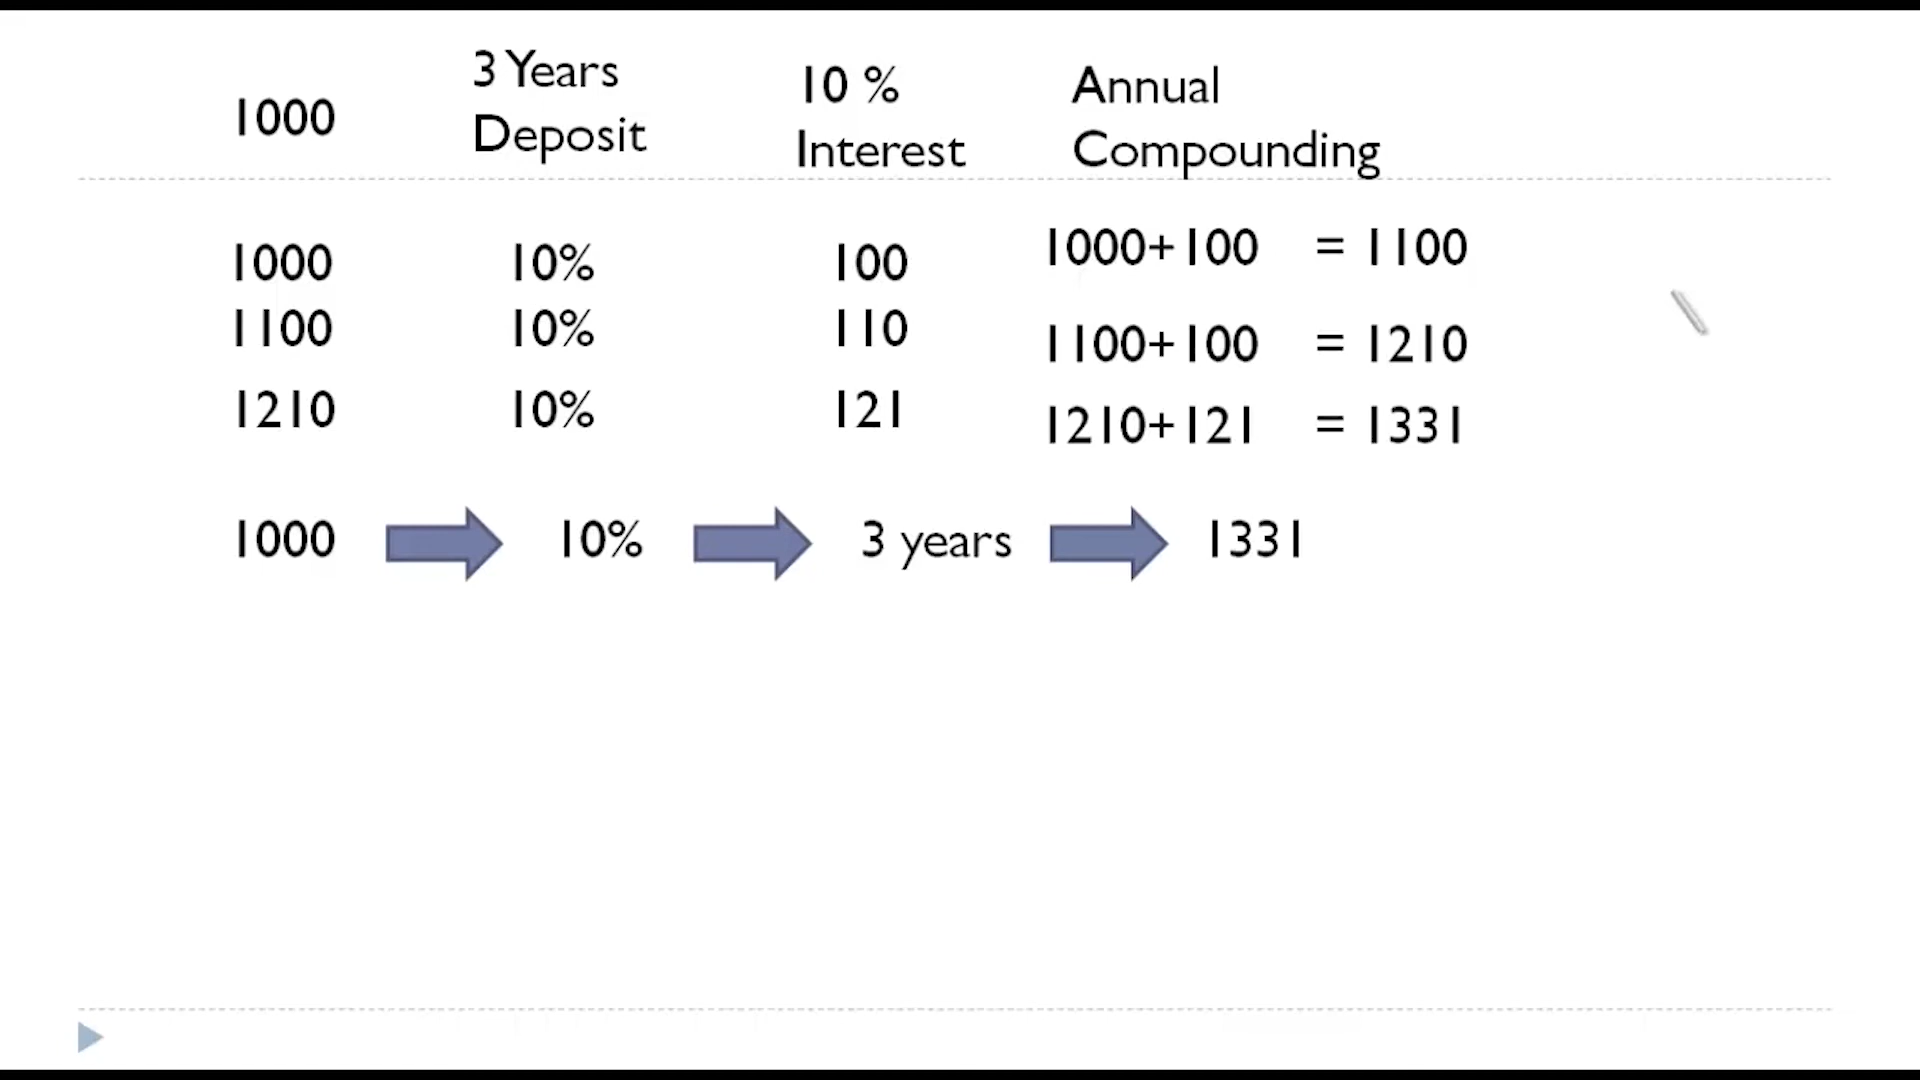 1000
3 Years
Deposit
10 %
Interest
Annual
Compounding
1000 10% 100 1000+100 = 1100
1100 10% 110 1100+100 = 1210
1210 10% 121 1210+121 = 1331
1000 10% 3 years 1331